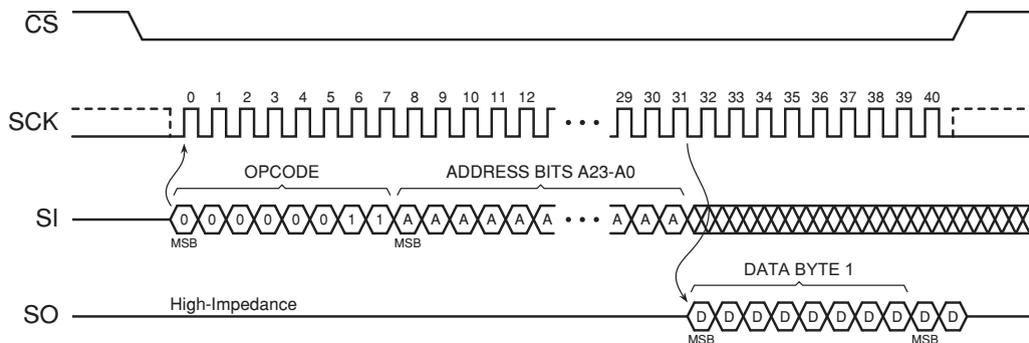 CS
0 1 2 3 4 5 6 7 8 9 10 11 12 29 30 31 32 33 34 35 36 37 38 39 40
SCK
OPCODE ADDRESS BITS A23-A0
SI 0 0 0 0 0 0 1 1 A A A A A A A A A
MSB MSB
DATA BYTE 1
High-Impedance
SO D D D D D D D D D D
MSB MSB